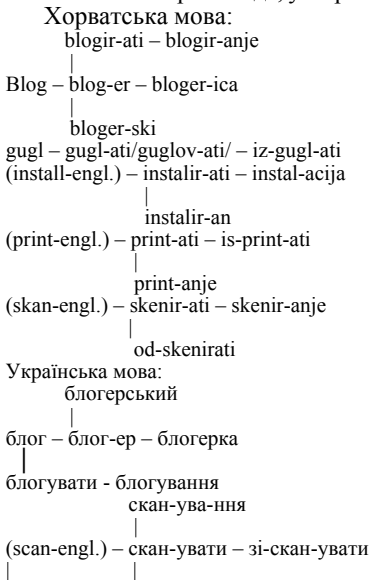 Хорватська мова:
blogir-ati – blogir-anje
|
Blog – blog-er – bloger-ica
|
bloger-ski
gugl – gugl-ati/guglov-ati/ – iz-gugl-ati
(install-engl.) – instalir-ati – instal-acija
|
instalir-an
(print-engl.) – print-ati – is-print-ati
|
print-anje
(skan-engl.) – skenir-ati – skenir-anje
|
od-skenirati
Українська мова:
блогерський
|
блог – блог-ер – блогерка
|
блогувати - блогування
скан-ува-ння
|
(scan-engl.) – скан-увати – зі-скан-увати
| |